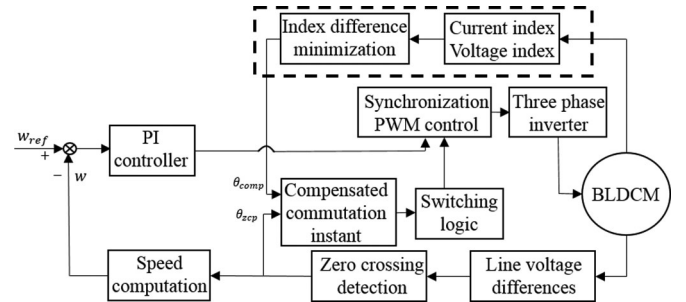 Index difference
minimization
Current index
Voltage index
Synchronization
PWM control
Three phase
inverter
w_ref
+
−
w
PI
controller
θ_comp
θ_zcp
Compensated
commutation
instant
Switching
logic
BLDCM
Speed
computation
Zero crossing
detection
Line voltage
differences